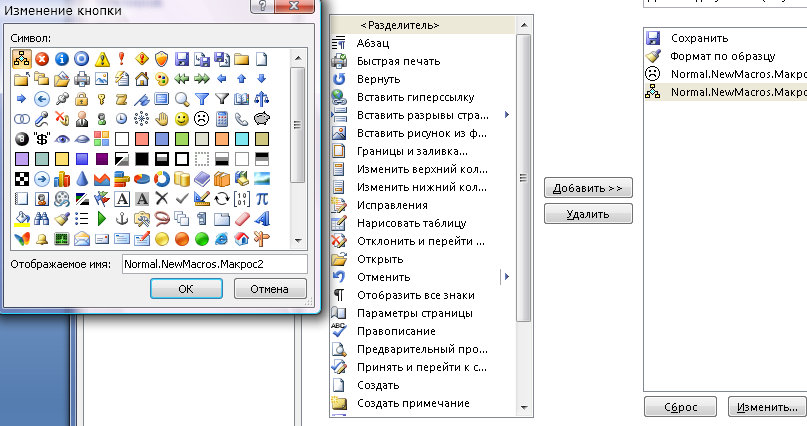 Изменение кнопки
Символ:
Отображаемое имя:
Normal.NewMacros.Макрос2
OK
Отмена
<Разделитель>
Абзац
Быстрая печать
Вернуть
Вставить гиперссылку
Вставить разрывы стра...
Вставить рисунок из ф...
Границы и заливка...
Изменить верхний кол...
Изменить нижний кол...
Исправления
Нарисовать таблицу
Отклонить и перейти ...
Открыть
Отменить
Отобразить все знаки
Параметры страницы
Правописание
Предварительный про...
Принять и перейти к с...
Создать
Создать примечание
Добавить >>
Удалить
Сохранить
Формат по образцу
Normal.NewMacros.Макро
Normal.NewMacros.Макро
Сброс
Изменить...